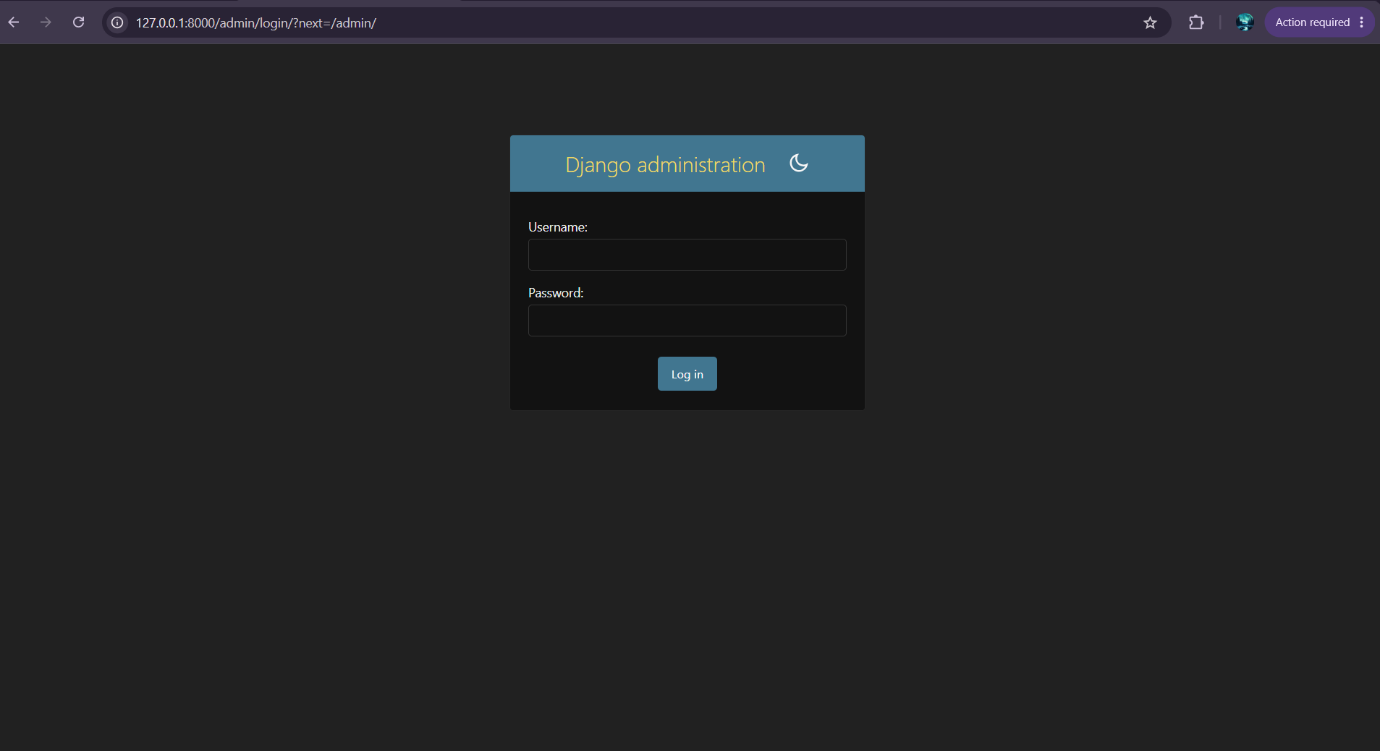 127.0.0.1:8000/admin/login/?next=/admin/
Action required
Django administration
Username:
Password:
Log in